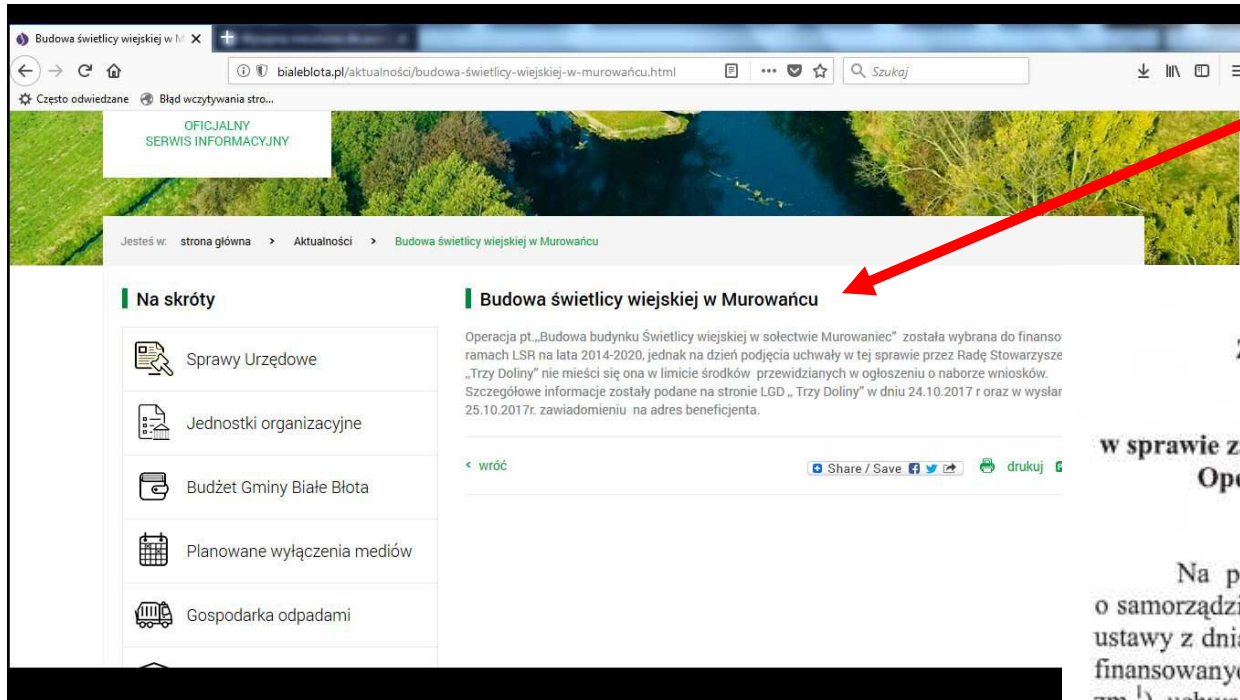 Budowa świetlicy wiejskiej w M
bialeblota.pl/aktualności/budowa-świetlicy-wiejskiej-w-murowańcu.html
Szukaj
Często odwiedzane Błąd wczytywania stro...
OFICJALNY
SERWIS INFORMACYJNY
Jesteś w: strona główna > Aktualności > Budowa świetlicy wiejskiej w Murowańcu
Na skróty
Sprawy Urzędowe
Jednostki organizacyjne
Budżet Gminy Białe Błota
Planowane wyłączenia mediów
Gospodarka odpadami
Budowa świetlicy wiejskiej w Murowańcu
Operacja pt.„Budowa budynku Świetlicy wiejskiej w sołectwie Murowaniec" została wybrana do finanso
ramach LSR na lata 2014-2020, jednak na dzień podjęcia uchwały w tej sprawie przez Radę Stowarzysze
„Trzy Doliny" nie mieści się ona w limicie środków przewidzianych w ogłoszeniu o naborze wniosków.
Szczegółowe informacje zostały podane na stronie LGD „ Trzy Doliny" w dniu 24.10.2017 r oraz w wysłar
25.10.2017r. zawiadomieniu na adres beneficjenta.
< wróć
Share / Save
drukuj
w sprawie z
Ope
Na p
o samorządzi
ustawy z dnia
finansowany